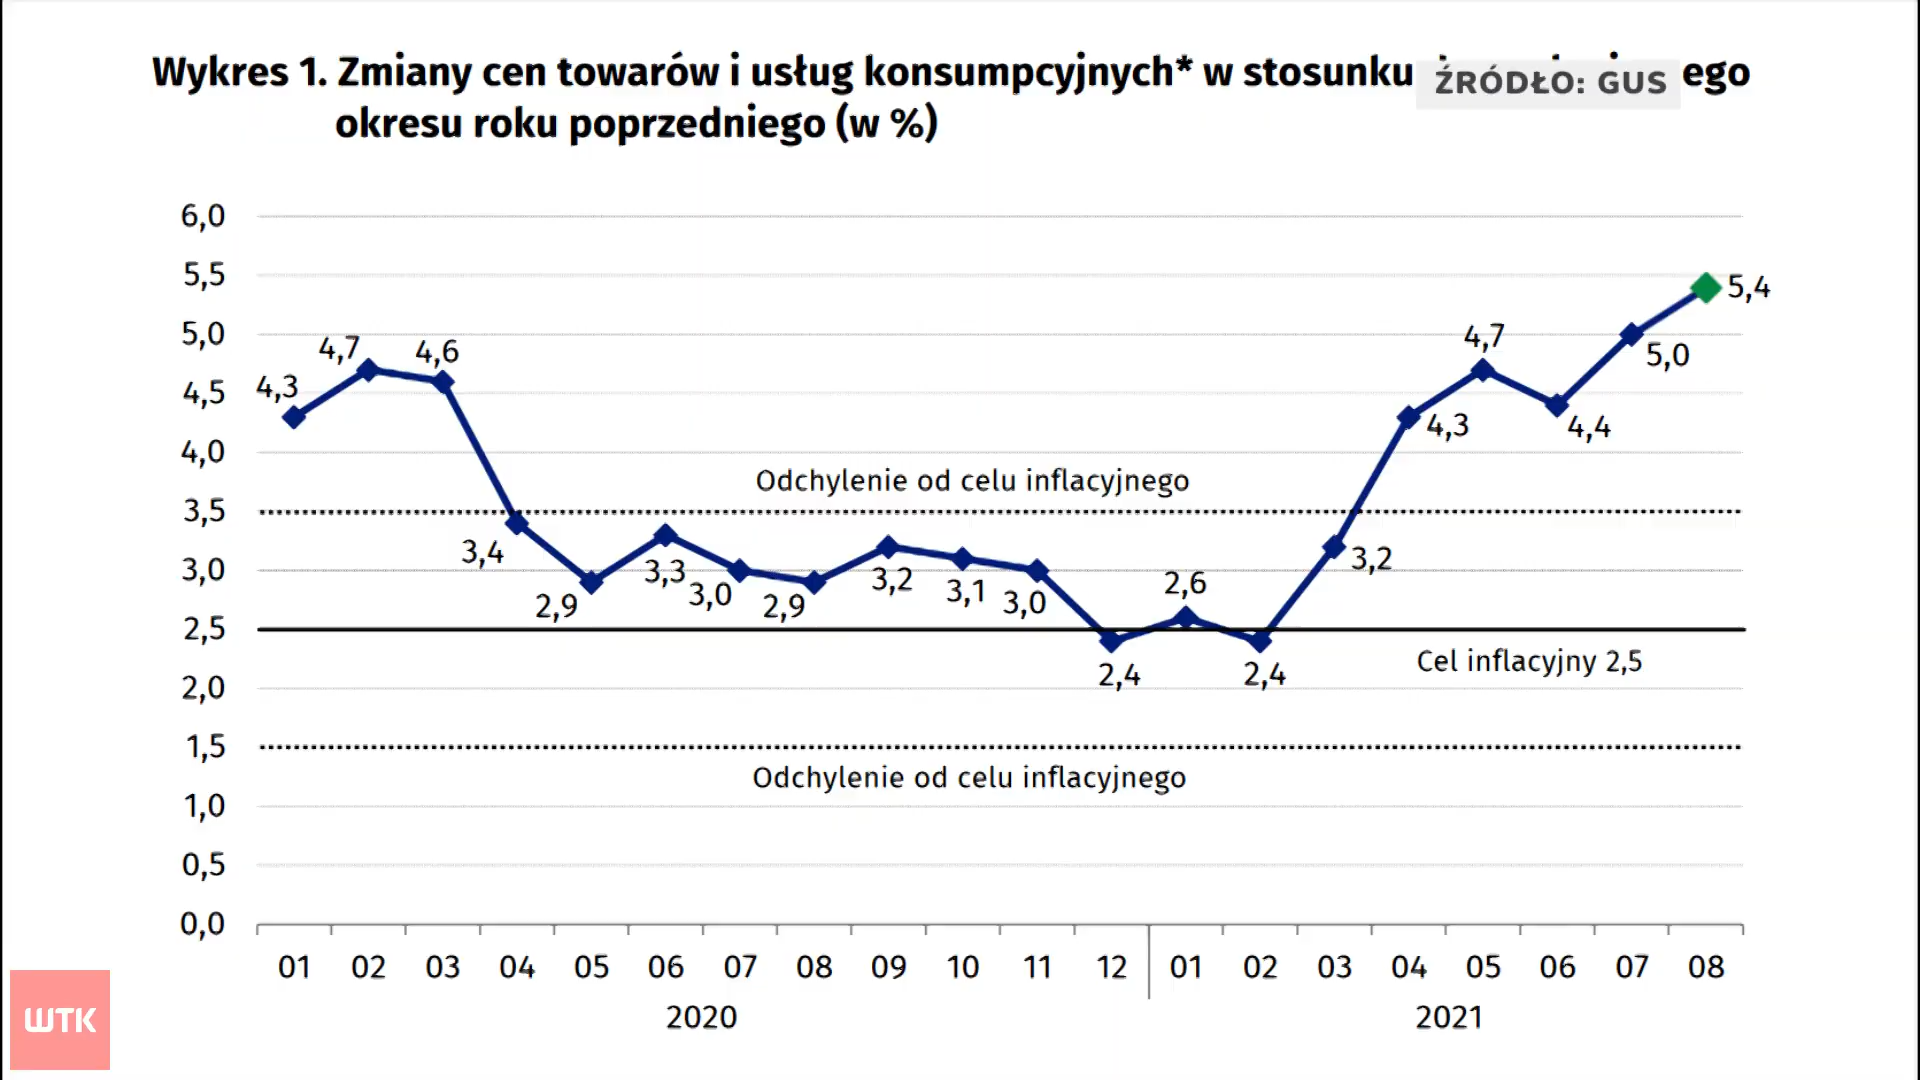 Wykres 1. Zmiany cen towarów i usług konsumpcyjnych* w stosunku ego
ŹRÓDŁO: GUS
okresu roku poprzedniego (w %)
6,0
5,5
5,4
5,0
4,7 4,6 4,7
5,0
4,3
4,5
4,3
4,4
4,0
Odchylenie od celu inflacyjnego
3,5
3,4
3,2
3,0
3,3 3,0 2,9 3,2 3,1 3,0 2,6
2,9
2,5
Cel inflacyjny 2,5
2,4 2,4
2,0
1,5
Odchylenie od celu inflacyjnego
1,0
0,5
0,0
01 02 03 04 05 06 07 08 09 10 11 12 01 02 03 04 05 06 07 08
2020 2021
WTK